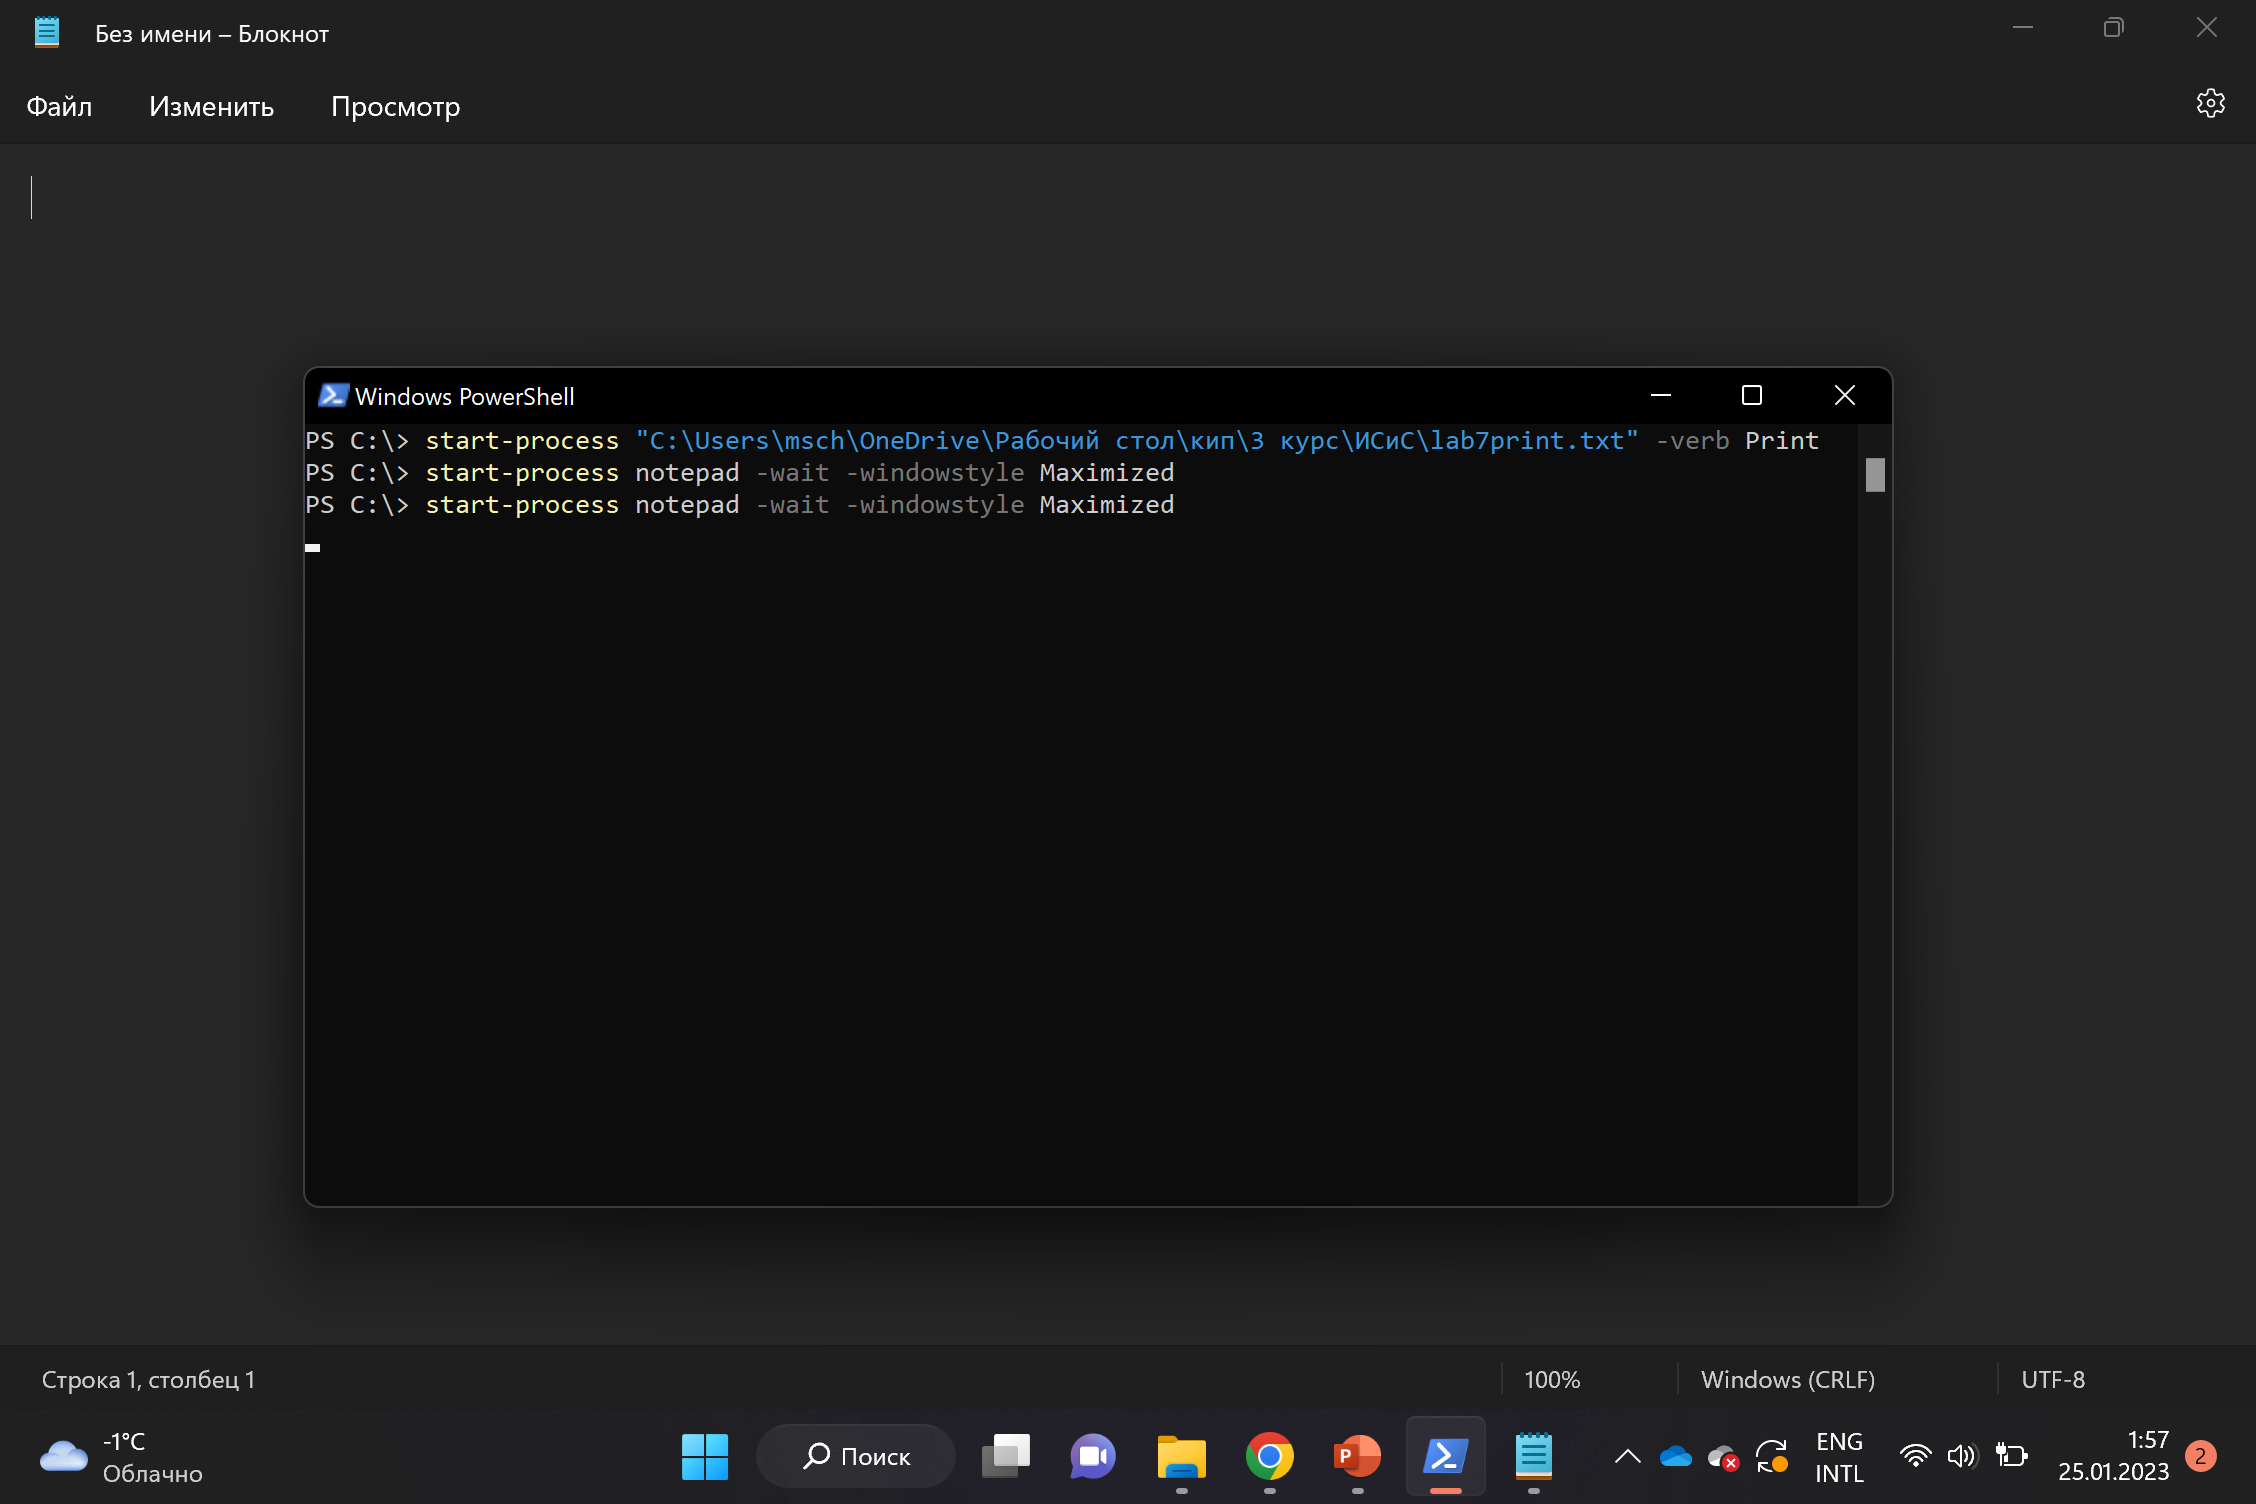 Без имени – Блокнот
Файл Изменить Просмотр
Windows PowerShell
PS C:\> start-process "C:\Users\msch\OneDrive\Рабочий стол\кип\3 курс\ИСиС\lab7print.txt" -verb Print
PS C:\> start-process notepad -wait -windowstyle Maximized
PS C:\> start-process notepad -wait -windowstyle Maximized
Строка 1, столбец 1 100% Windows (CRLF) UTF-8
-1°C
Облачно
Поиск
P
ENG
INTL
1:57
25.01.2023
2